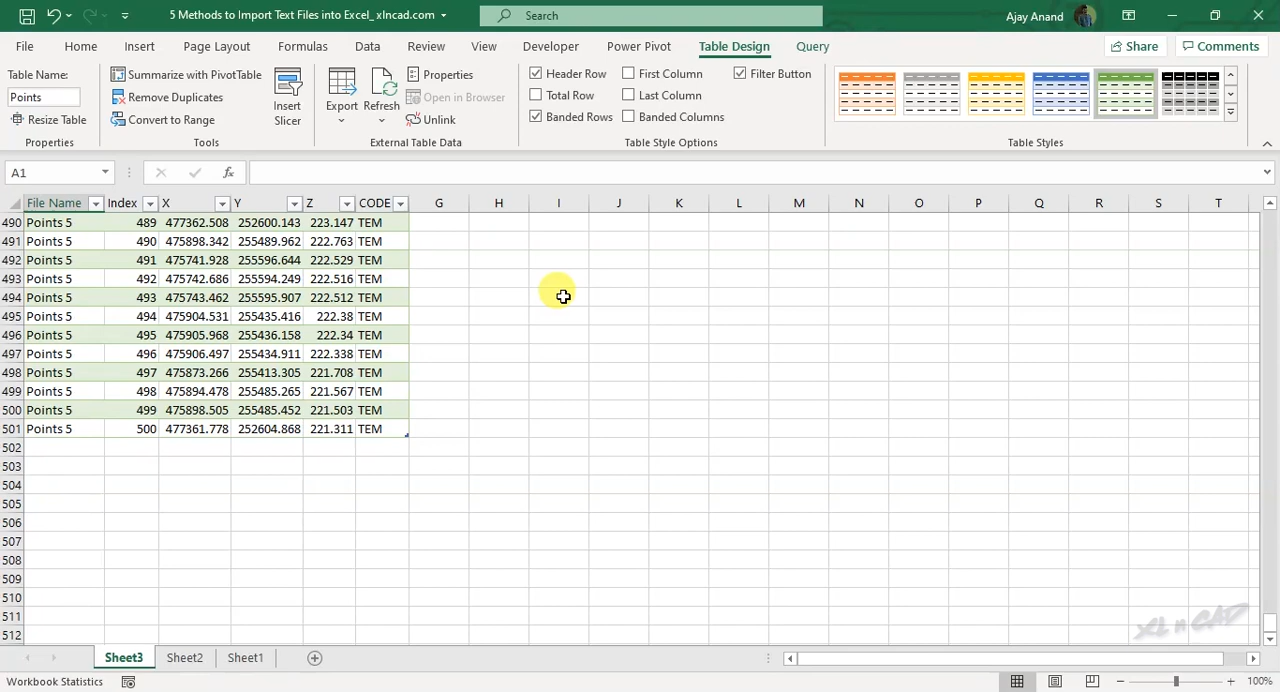 5 Methods to Import Text Files into Excel_ xlncad.com
Search
Ajay Anand
File Home Insert Page Layout Formulas Data Review View Developer Power Pivot Table Design Query Share Comments
Table Name:
Points
Resize Table
Properties
Summarize with PivotTable
Remove Duplicates
Convert to Range
Insert Slicer
Tools
Export Refresh
Properties
Open in Browser
Unlink
External Table Data
Header Row First Column Filter Button
Total Row Last Column
Banded Rows Banded Columns
Table Style Options
Table Styles
A1 fx
File Name Index X Y Z CODE G H I J K L M N O P Q R S T
490 Points 5 489 477362.508 252600.143 223.147 TEM
491 Points 5 490 475898.342 255489.962 222.763 TEM
492 Points 5 491 475741.928 255596.644 222.529 TEM
493 Points 5 492 475742.686 255594.249 222.516 TEM
494 Points 5 493 475743.462 255595.907 222.512 TEM
495 Points 5 494 475904.531 255435.416 222.38 TEM
496 Points 5 495 475905.968 255436.158 222.34 TEM
497 Points 5 496 475906.497 255434.911 222.338 TEM
498 Points 5 497 475873.266 255413.305 221.708 TEM
499 Points 5 498 475894.478 255485.265 221.567 TEM
500 Points 5 499 475898.505 255485.452 221.503 TEM
501 Points 5 500 477361.778 252604.868 221.311 TEM
502
503
504
505
506
507
508
509
510
511
512
XL n CAD
Sheet3 Sheet2 Sheet1
Workbook Statistics
100%